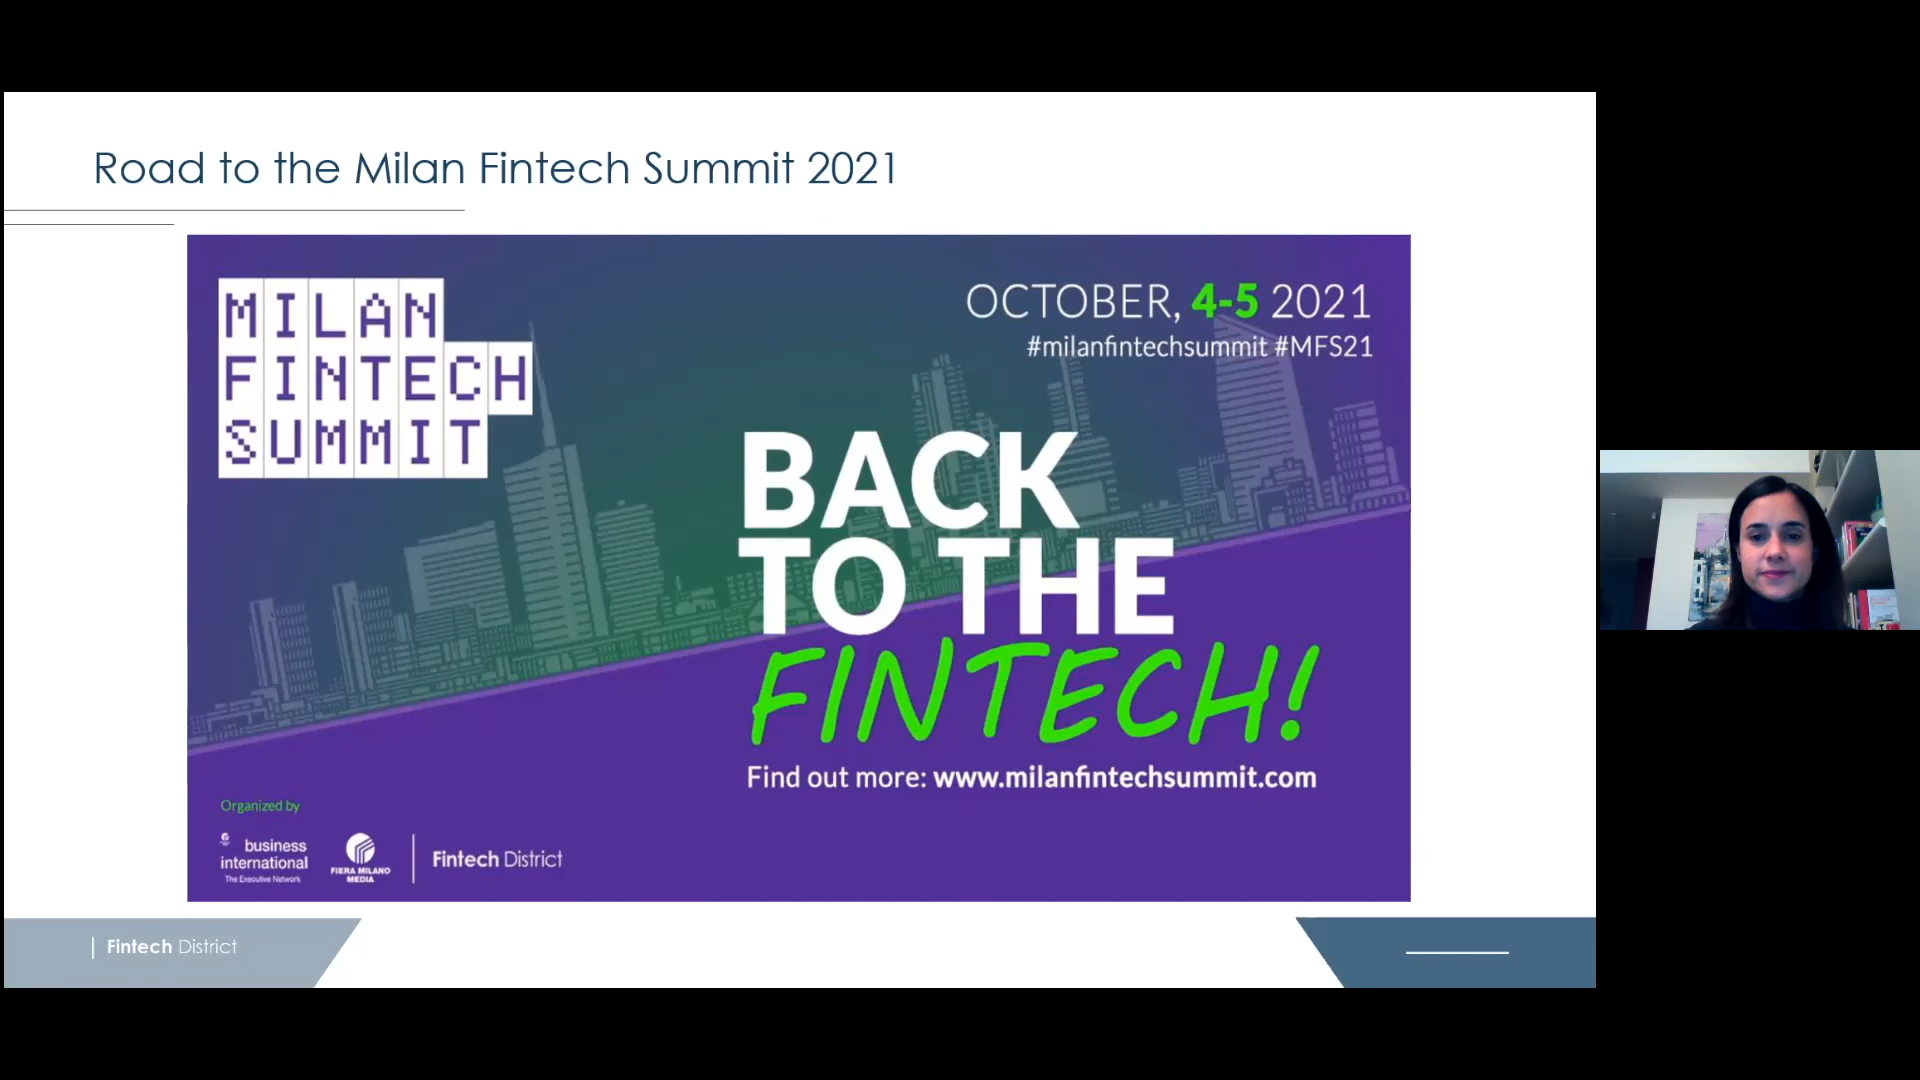 Road to the Milan Fintech Summit 2021
MILAN
FINTECH
SUMMIT
OCTOBER, 4-5 2021
#milanfintechsummit #MFS21
BACK
TO THE
FINTECH!
Find out more: www.milanfintechsummit.com
Organized by
business
international
The Executive Network
FIERA MILANO
MEDIA
Fintech District
Fintech District